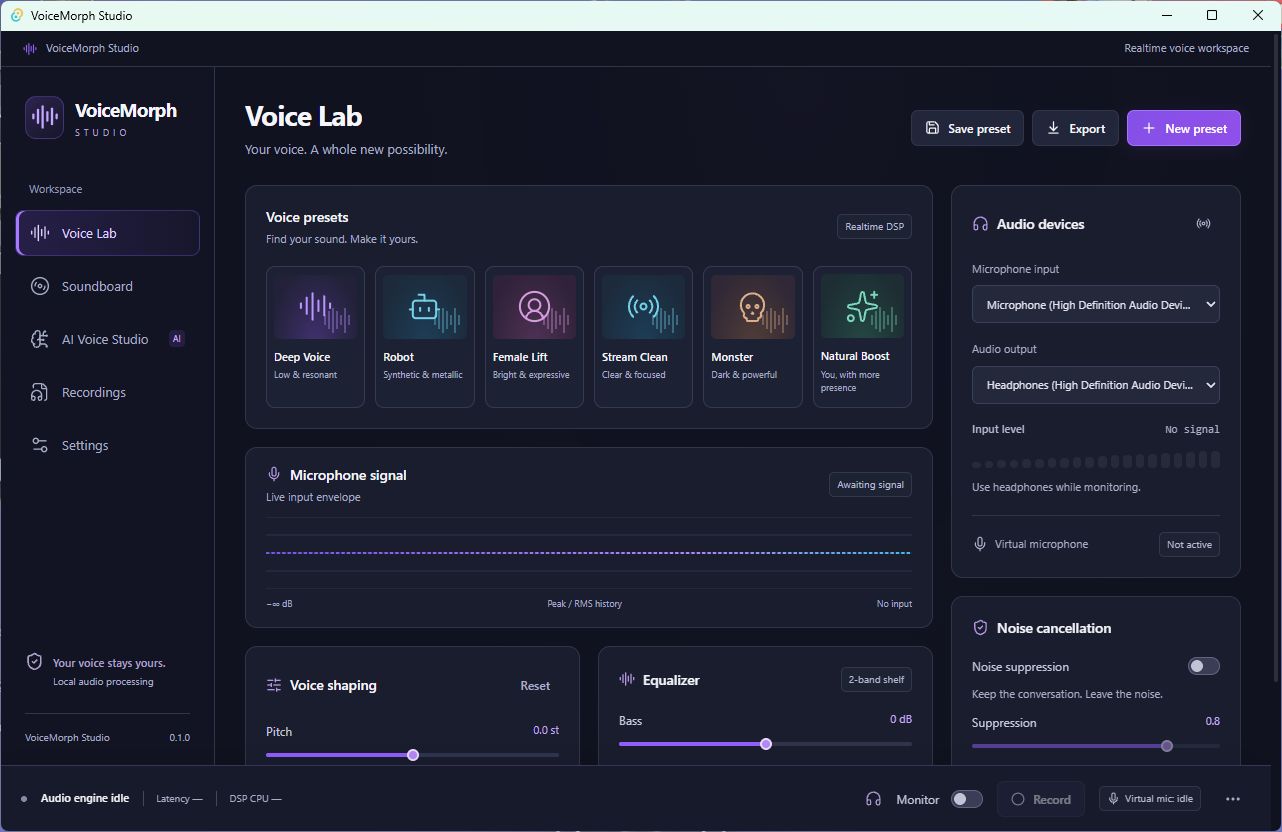 VoiceMorph Studio
VoiceMorph Studio
Realtime voice workspace
VoiceMorph
STUDIO
Workspace
Voice Lab
Soundboard
AI Voice Studio
AI
Recordings
Settings
Your voice stays yours.
Local audio processing
VoiceMorph Studio
0.1.0
Voice Lab
Your voice. A whole new possibility.
Save preset
Export
New preset
Voice presets
Find your sound. Make it yours.
Realtime DSP
Deep Voice
Low & resonant
Robot
Synthetic & metallic
Female Lift
Bright & expressive
Stream Clean
Clear & focused
Monster
Dark & powerful
Natural Boost
You, with more
presence
Microphone signal
Live input envelope
Awaiting signal
−∞ dB
Peak / RMS history
No input
Voice shaping
Reset
Pitch
0.0 st
Equalizer
2-band shelf
Bass
0 dB
Audio devices
Microphone input
Microphone (High Definition Audio Devi...
Audio output
Headphones (High Definition Audio Devi...
Input level
No signal
Use headphones while monitoring.
Virtual microphone
Not active
Noise cancellation
Noise suppression
Keep the conversation. Leave the noise.
Suppression
0.8
Audio engine idle
Latency —
DSP CPU —
Monitor
Record
Virtual mic: idle